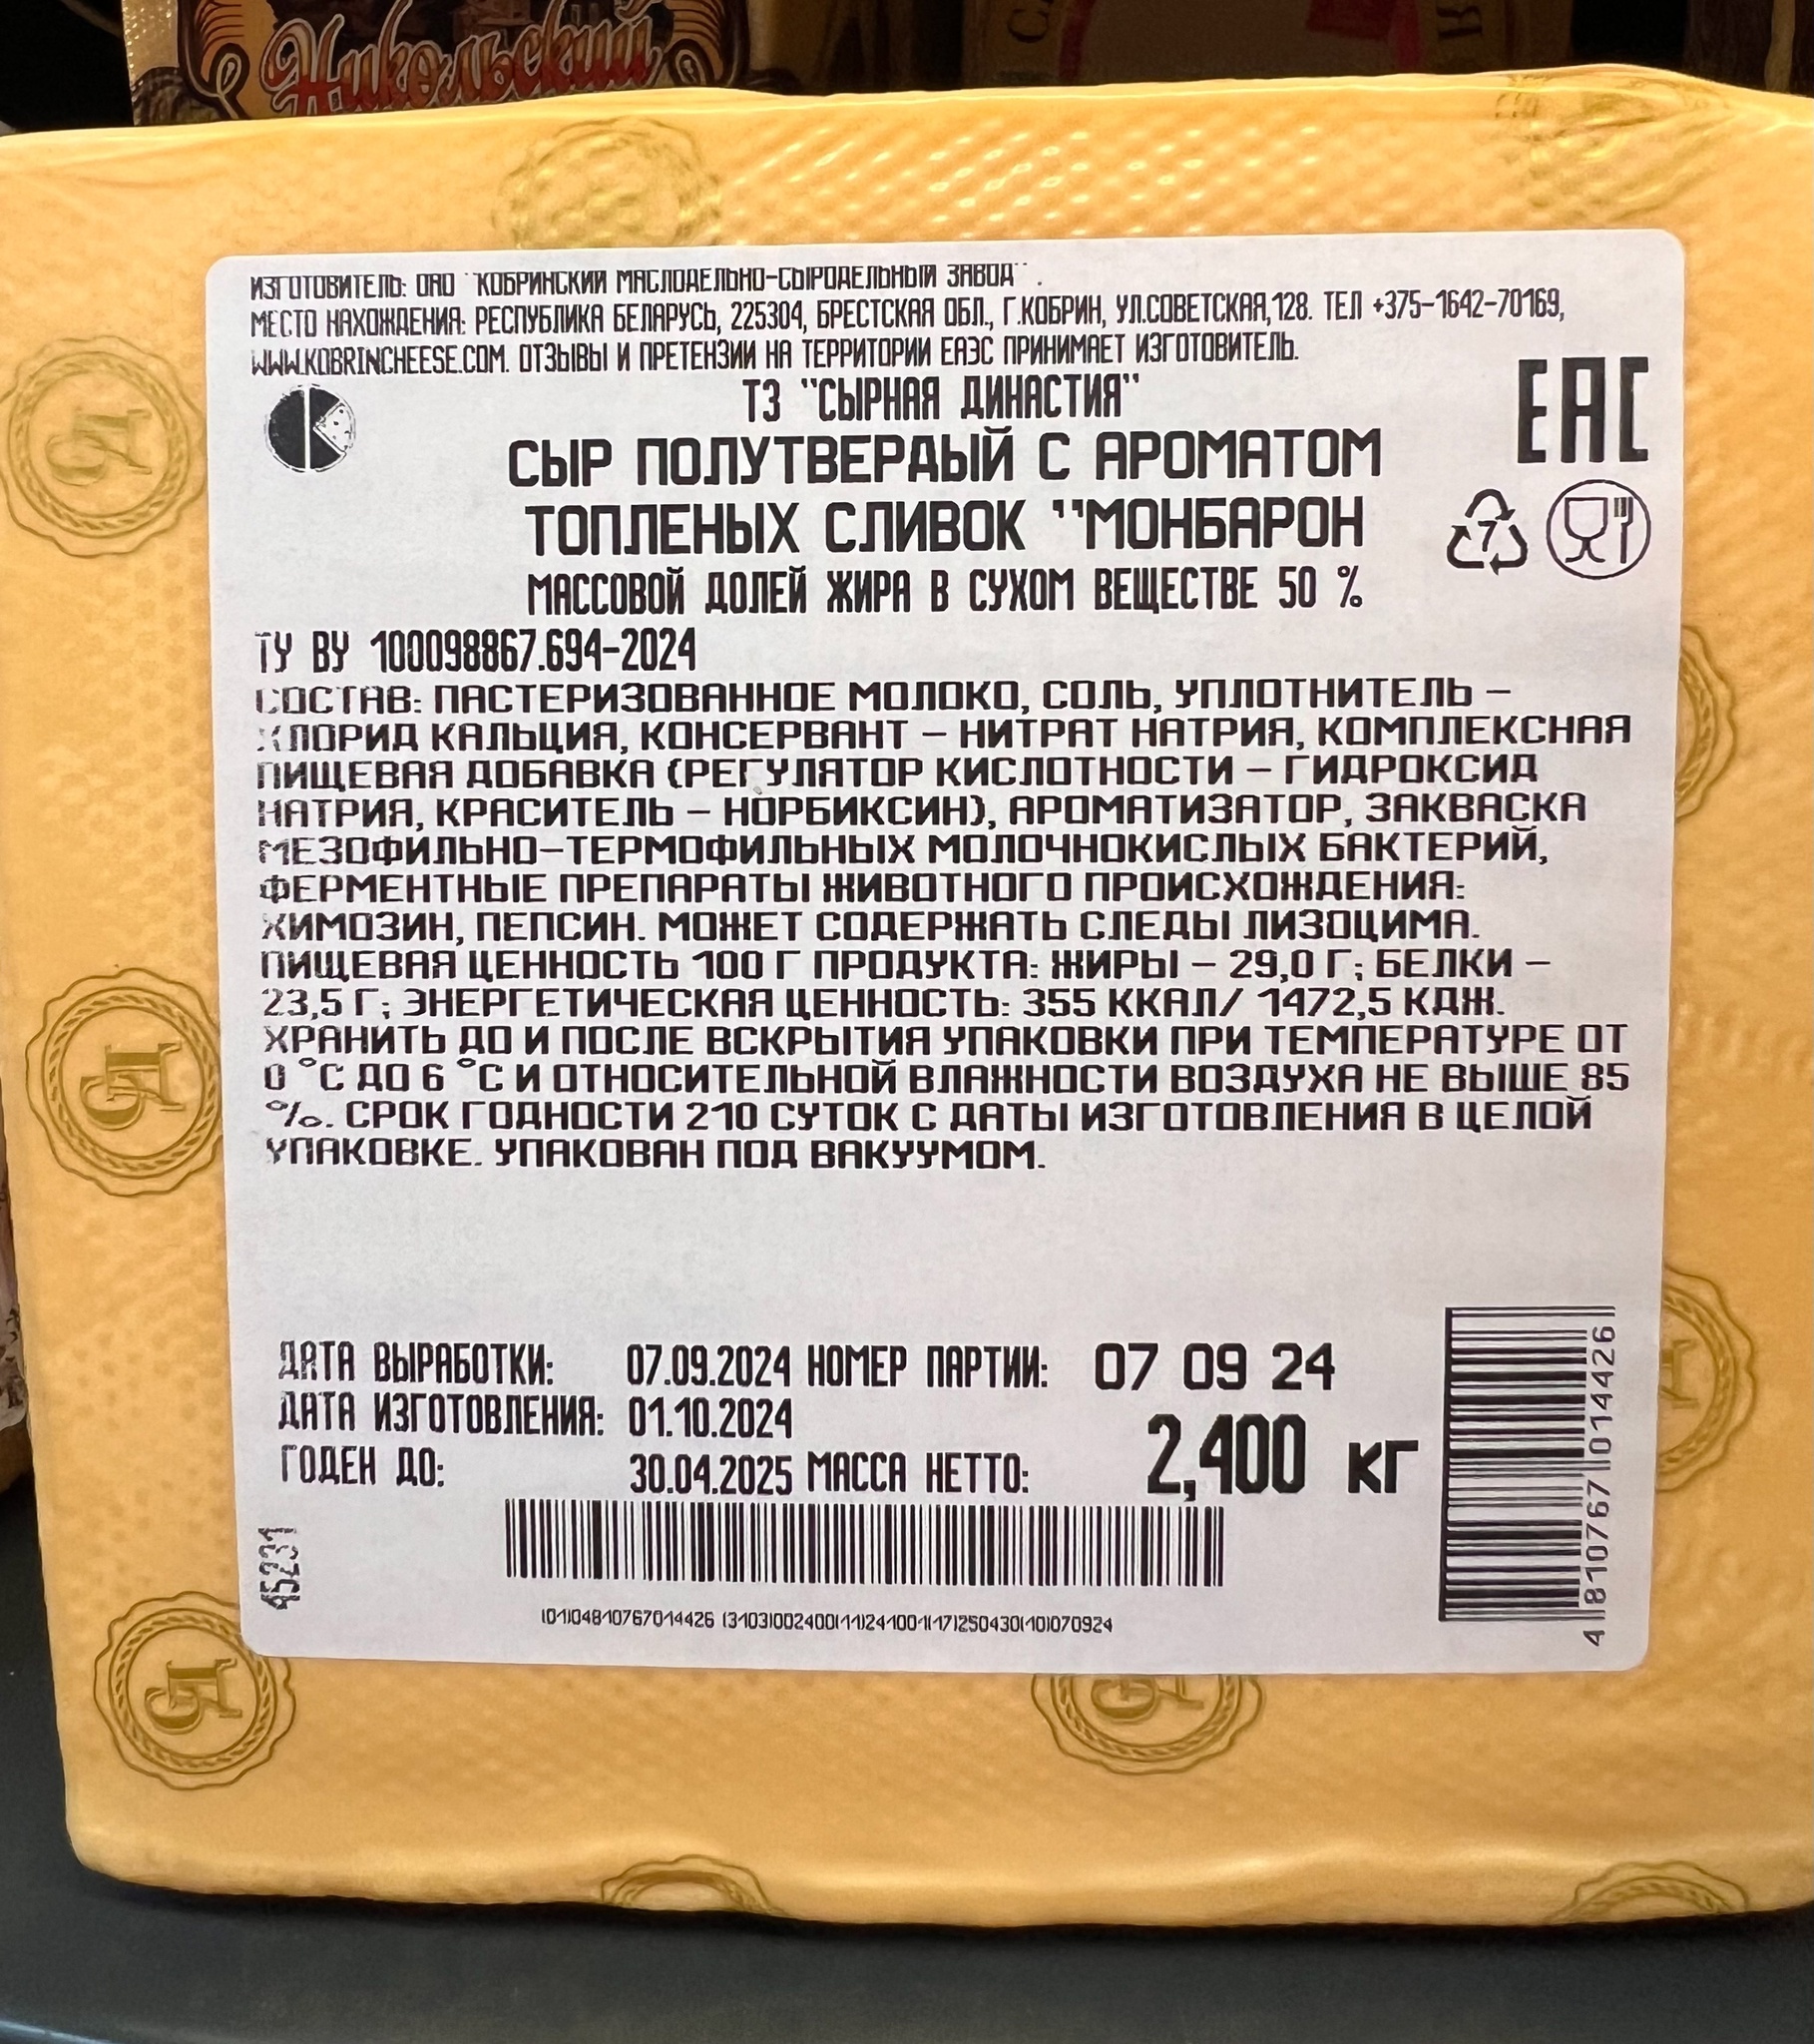 Никольский
ИЗГОТОВИТЕЛЬ: ОАО "КОБРИНСКИЙ МАСЛОДЕЛЬНО-СЫРОДЕЛЬНЫЙ ЗАВОД" .
МЕСТО НАХОЖДЕНИЯ: РЕСПУБЛИКА БЕЛАРУСЬ, 225304, БРЕСТСКАЯ ОБЛ., Г.КОБРИН, УЛ.СОВЕТСКАЯ,128. ТЕЛ +375-1642-70169,
WWW.KOBRINCHEESE.COM. ОТЗЫВЫ И ПРЕТЕНЗИИ НА ТЕРРИТОРИИ ЕАЭС ПРИНИМАЕТ ИЗГОТОВИТЕЛЬ.
ТЗ "СЫРНАЯ ДИНАСТИЯ"
EAC
СЫР ПОЛУТВЕРДЫЙ С АРОМАТОМ
ТОПЛЕНЫХ СЛИВОК "МОНБАРОН
7
МАССОВОЙ ДОЛЕЙ ЖИРА В СУХОМ ВЕЩЕСТВЕ 50 %
ТУ BY 100098867.694-2024
СОСТАВ: ПАСТЕРИЗОВАННОЕ МОЛОКО, СОЛЬ, УПЛОТНИТЕЛЬ –
ХЛОРИД КАЛЬЦИЯ, КОНСЕРВАНТ – НИТРАТ НАТРИЯ, КОМПЛЕКСНАЯ
ПИЩЕВАЯ ДОБАВКА (РЕГУЛЯТОР КИСЛОТНОСТИ – ГИДРОКСИД
НАТРИЯ, КРАСИТЕЛЬ – НОРБИКСИН), АРОМАТИЗАТОР, ЗАКВАСКА
МЕЗОФИЛЬНО-ТЕРМОФИЛЬНЫХ МОЛОЧНОКИСЛЫХ БАКТЕРИЙ,
ФЕРМЕНТНЫЕ ПРЕПАРАТЫ ЖИВОТНОГО ПРОИСХОЖДЕНИЯ:
ХИМОЗИН, ПЕПСИН. МОЖЕТ СОДЕРЖАТЬ СЛЕДЫ ЛИЗОЦИМА.
ПИЩЕВАЯ ЦЕННОСТЬ 100 Г ПРОДУКТА: ЖИРЫ – 29,0 Г; БЕЛКИ –
23,5 Г; ЭНЕРГЕТИЧЕСКАЯ ЦЕННОСТЬ: 355 ККАЛ/ 1472,5 КДЖ.
ХРАНИТЬ ДО И ПОСЛЕ ВСКРЫТИЯ УПАКОВКИ ПРИ ТЕМПЕРАТУРЕ ОТ
0 °С ДО 6 °С И ОТНОСИТЕЛЬНОЙ ВЛАЖНОСТИ ВОЗДУХА НЕ ВЫШЕ 85
%. СРОК ГОДНОСТИ 210 СУТОК С ДАТЫ ИЗГОТОВЛЕНИЯ В ЦЕЛОЙ
УПАКОВКЕ. УПАКОВАН ПОД ВАКУУМОМ.
ДАТА ВЫРАБОТКИ: 07.09.2024 НОМЕР ПАРТИИ: 07 09 24
ДАТА ИЗГОТОВЛЕНИЯ: 01.10.2024
ГОДЕН ДО: 30.04.2025 МАССА НЕТТО: 2,400 кг
45231
(01)04810767014426 (3103)002400(11)241001(17)250430(10)070924
4 810767 014426